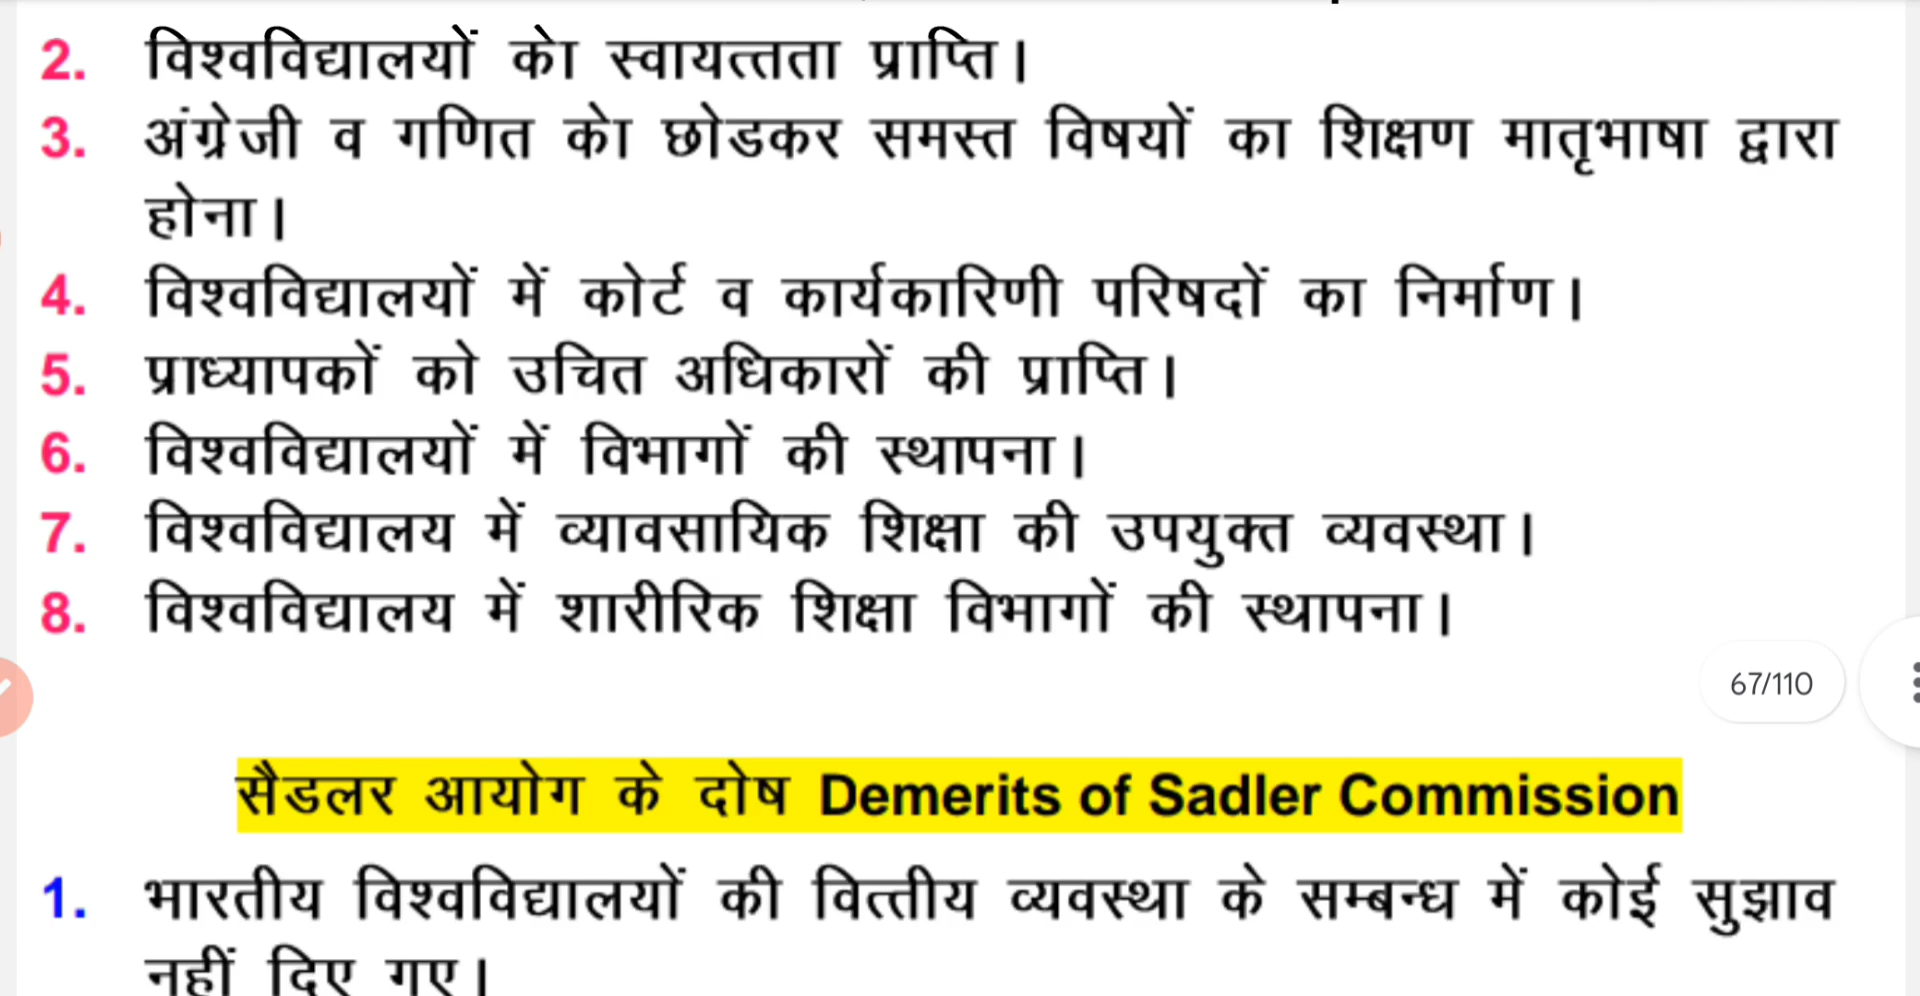 2. विश्वविद्यालयों काे स्वायत्तता प्राप्ति।
3. अंग्रेजी व गणित काे छोडकर समस्त विषयों का शिक्षण मातृभाषा द्वारा
होना।
4. विश्वविद्यालयों में कोर्ट व कार्यकारिणी परिषदों का निर्माण।
5. प्राध्यापकों को उचित अधिकारों की प्राप्ति।
6. विश्वविद्यालयों में विभागों की स्थापना।
7. विश्वविद्यालय में व्यावसायिक शिक्षा की उपयुक्त व्यवस्था।
8. विश्वविद्यालय में शारीरिक शिक्षा विभागों की स्थापना।
67/110
सैडलर आयोग के दोष Demerits of Sadler Commission
1. भारतीय विश्वविद्यालयों की वित्तीय व्यवस्था के सम्बन्ध में कोई सुझाव
नहीं दिए गए।